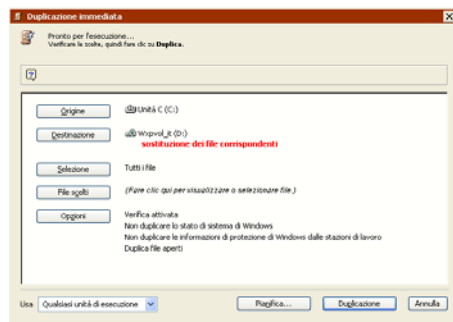 Duplicazione immediata
Pronto per l'esecuzione...
Verificare le scelte, quindi fare clic su Duplica.
Origine
Unità C (C:)
Destinazione
Wxpvol_it (D:)
sostituzione dei file corrispondenti
Selezione
Tutti i file
File scelti
(Fare clic qui per visualizzare o selezionare file.)
Opzioni
Verifica attivata
Non duplicare lo stato di sistema di Windows
Non duplicare le informazioni di protezione di Windows dalle stazioni di lavoro
Duplica file aperti
Usa
Qualsiasi unità di esecuzione
Pianifica...
Duplicazione
Annulla